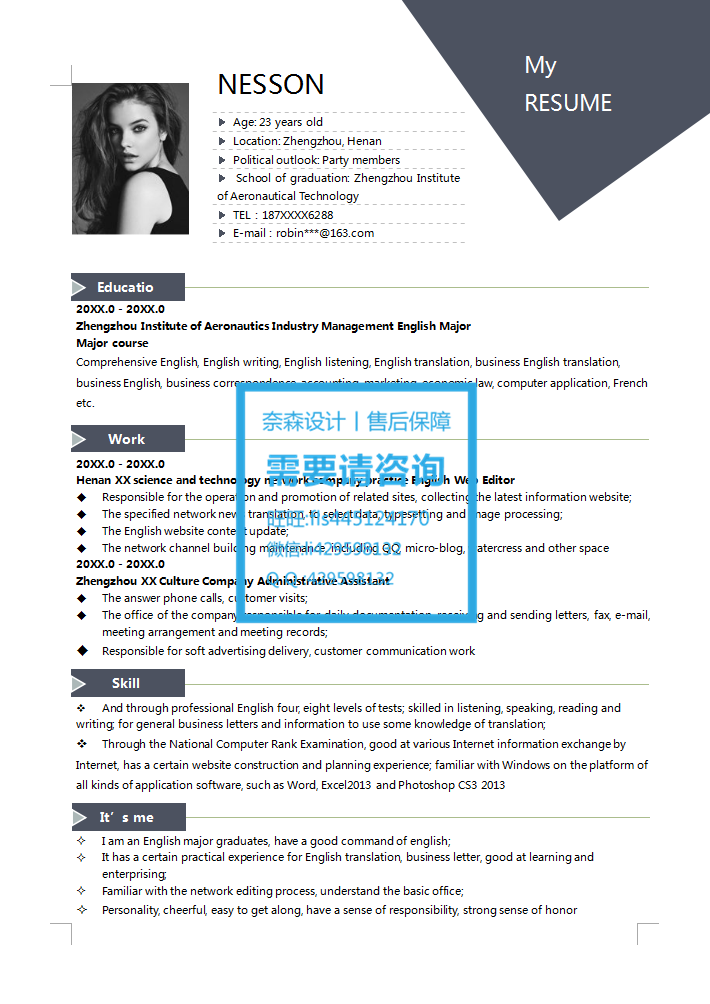 My
RESUME
NESSON
Age: 23 years old
Location: Zhengzhou, Henan
Political outlook: Party members
School of graduation: Zhengzhou Institute
of Aeronautical Technology
TEL：187XXXX6288
E-mail：robin***@163.com
Educatio
20XX.0 - 20XX.0
Zhengzhou Institute of Aeronautics Industry Management English Major
Major course
Comprehensive English, English writing, English listening, English translation, business English translation,
business English, business correspondence, accounting, marketing, economic law, computer application, French
etc.
奈森设计丨售后保障
Work
20XX.0 - 20XX.0
需要请咨询
Henan XX science and technology network company practice English Web Editor
Responsible for the operation and promotion of related sites, collecting the latest information website;
The specified network news translation, to select data, typesetting and image processing;
旺旺:lis445124170
The English website content update;
The network channel building maintenance, including QQ, micro-blog, watercress and other space
微信:li429598132
20XX.0 - 20XX.0
Zhengzhou XX Culture Company Administrative Assistant
Q Q :429598132
The answer phone calls, customer visits;
The office of the company responsible for daily documentation, receiving and sending letters, fax, e-mail,
meeting arrangement and meeting records;
Responsible for soft advertising delivery, customer communication work
Skill
And through professional English four, eight levels of tests; skilled in listening, speaking, reading and
writing; for general business letters and information to use some knowledge of translation;
Through the National Computer Rank Examination, good at various Internet information exchange by
Internet, has a certain website construction and planning experience; familiar with Windows on the platform of
all kinds of application software, such as Word, Excel2013 and Photoshop CS3 2013
It’s me
I am an English major graduates, have a good command of english;
It has a certain practical experience for English translation, business letter, good at learning and
enterprising;
Familiar with the network editing process, understand the basic office;
Personality, cheerful, easy to get along, have a sense of responsibility, strong sense of honor